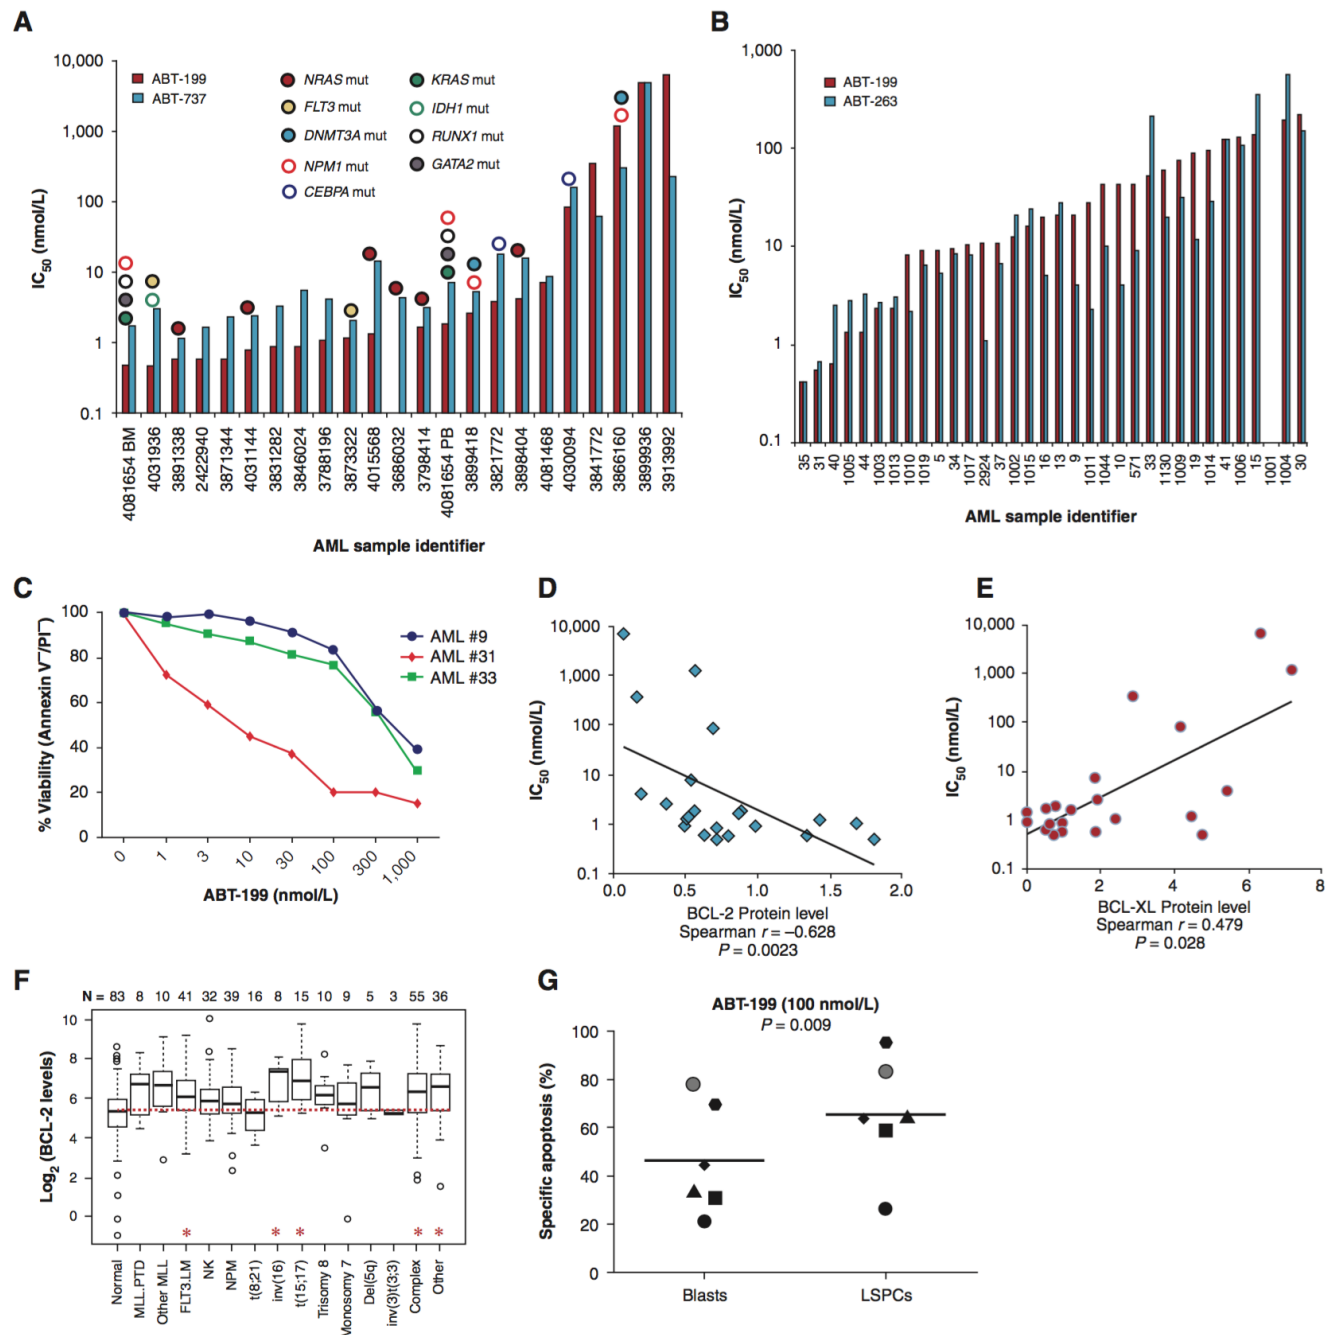 A
10,000
1,000
100
10
1
0.1
IC50 (nmol/L)
ABT-199
ABT-737
NRAS mut
FLT3 mut
DNMT3A mut
NPM1 mut
CEBPA mut
KRAS mut
IDH1 mut
RUNX1 mut
GATA2 mut
4081654 BM
4031936
3891338
2422940
3871344
4031144
3831282
3846024
3788196
3873322
4015568
3686032
3798414
4081654 PB
3899418
3821772
3898404
4081468
4030094
3841772
3866160
3899936
3913992
AML sample identifier
B
1,000
100
10
1
0.1
IC50 (nmol/L)
ABT-199
ABT-263
35
31
40
1005
44
1003
1013
1010
1019
5
34
1017
2924
37
1002
1015
16
13
9
1011
1044
10
571
33
1130
1009
19
1014
41
1006
15
1001
1004
30
AML sample identifier
C
100
80
60
40
20
0
% Viability (Annexin V−/PI−)
AML #9
AML #31
AML #33
0
1
3
10
30
100
300
1,000
ABT-199 (nmol/L)
D
10,000
1,000
100
10
1
0.1
IC50 (nmol/L)
0.0 0.5 1.0 1.5 2.0
BCL-2 Protein level
Spearman r = −0.628
P = 0.0023
E
10,000
1,000
100
10
1
0.1
IC50 (nmol/L)
0 2 4 6 8
BCL-XL Protein level
Spearman r = 0.479
P = 0.028
F
N = 83 8 10 41 32 39 16 8 15 10 9 5 3 55 36
10
8
6
4
2
0
Log2 (BCL-2 levels)
* * * * *
Normal
MLL.PTD
Other MLL
FLT3.LM
NK
NPM
t(8;21)
inv(16)
t(15;17)
Trisomy 8
Monosomy 7
Del(5q)
inv(3)t(3;3)
Complex
Other
G
ABT-199 (100 nmol/L)
P = 0.009
100
80
60
40
20
0
Specific apoptosis (%)
Blasts
LSPCs